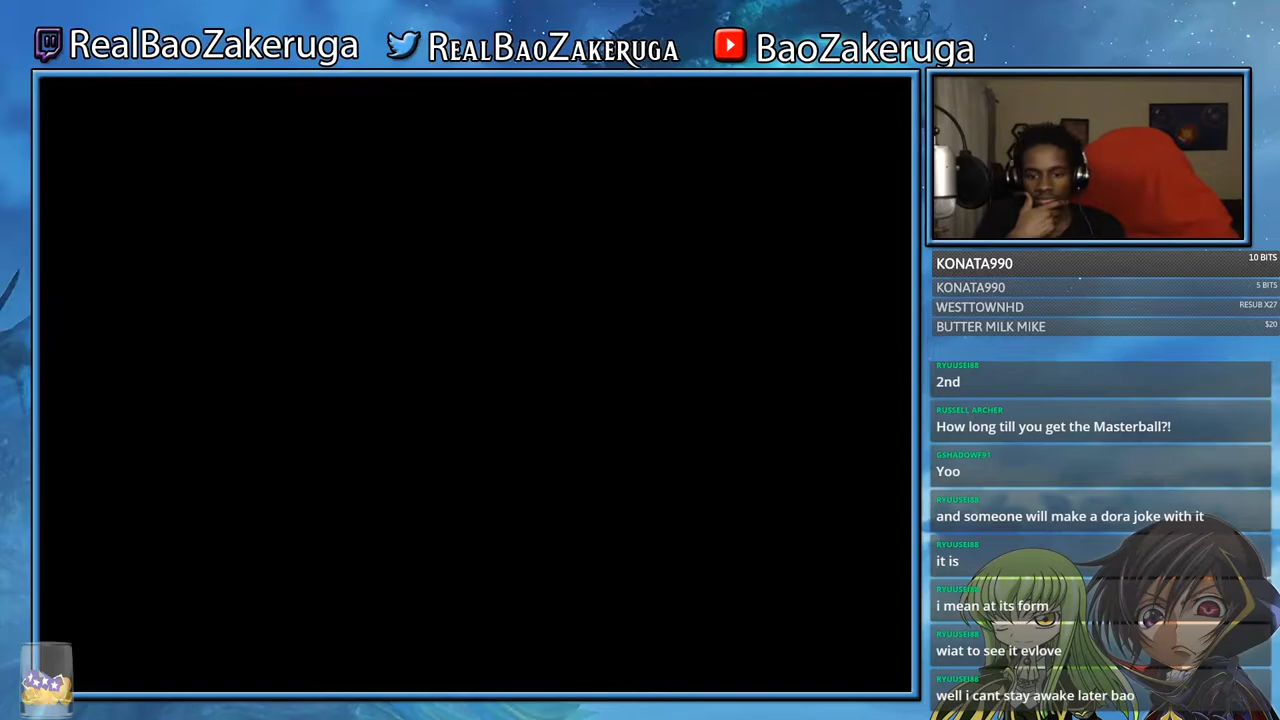 RealBaoZakeruga
RealBaoZakeruga
BaoZakeruga
KONATA990 10 BITS
KONATA990 5 BITS
WESTTOWNHD RESUB X27
BUTTER MILK MIKE $20
RYUUSEI88
2nd
RUSSELL ARCHER
How long till you get the Masterball?!
GSHADOWF91
Yoo
RYUUSEI88
and someone will make a dora joke with it
RYUUSEI88
it is
RYUUSEI88
i mean at its form
RYUUSEI88
wiat to see it evlove
RYUUSEI88
well i cant stay awake later bao